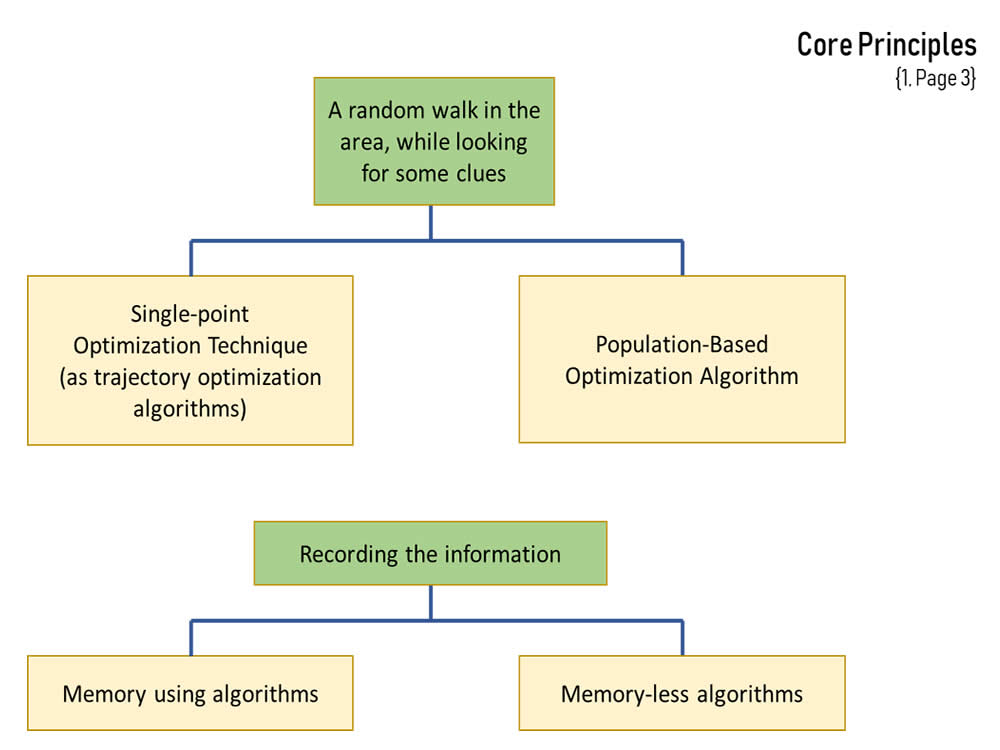 Core Principles
{1, Page 3}
A random walk in the
area, while looking
for some clues
Single-point
Optimization Technique
(as trajectory optimization
algorithms)
Population-Based
Optimization Algorithm
Recording the information
Memory using algorithms
Memory-less algorithms